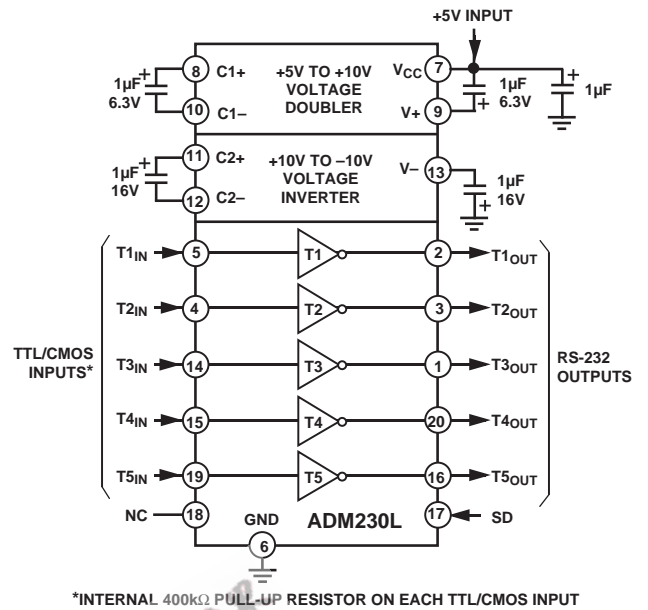 +5V INPUT
8 C1+ +5V TO +10V VOLTAGE DOUBLER VCC 7
1µF 6.3V
10 C1– V+ 9
1µF 6.3V
1µF
11 C2+ +10V TO –10V VOLTAGE INVERTER V– 13
1µF 16V
12 C2–
1µF 16V
T1IN 5 T1 2 T1OUT
T2IN 4 T2 3 T2OUT
TTL/CMOS INPUTS*
T3IN 14 T3 1 T3OUT
RS-232 OUTPUTS
T4IN 15 T4 20 T4OUT
T5IN 19 T5 16 T5OUT
NC 18 GND ADM230L 17 SD
6
*INTERNAL 400kΩ PULL-UP RESISTOR ON EACH TTL/CMOS INPUT